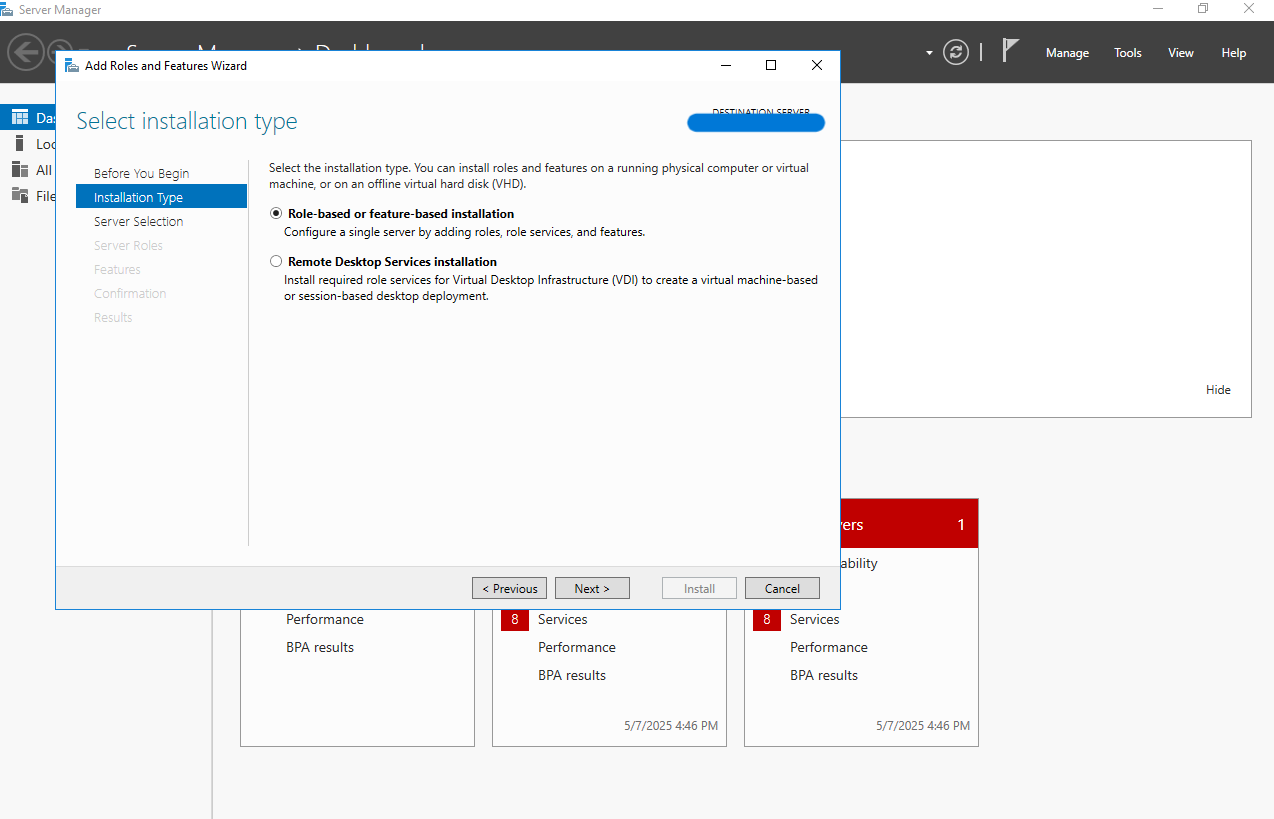 Server Manager
Manage Tools View Help
Add Roles and Features Wizard
Select installation type
DESTINATION SERVER
Before You Begin
Installation Type
Server Selection
Server Roles
Features
Confirmation
Results
Select the installation type. You can install roles and features on a running physical computer or virtual
machine, or on an offline virtual hard disk (VHD).
Role-based or feature-based installation
Configure a single server by adding roles, role services, and features.
Remote Desktop Services installation
Install required role services for Virtual Desktop Infrastructure (VDI) to create a virtual machine-based
or session-based desktop deployment.
< Previous
Next >
Install
Cancel
Das
Loc
All
File
Hide
vers 1
ability
Performance
BPA results
8 Services
Performance
BPA results
5/7/2025 4:46 PM
8 Services
Performance
BPA results
5/7/2025 4:46 PM